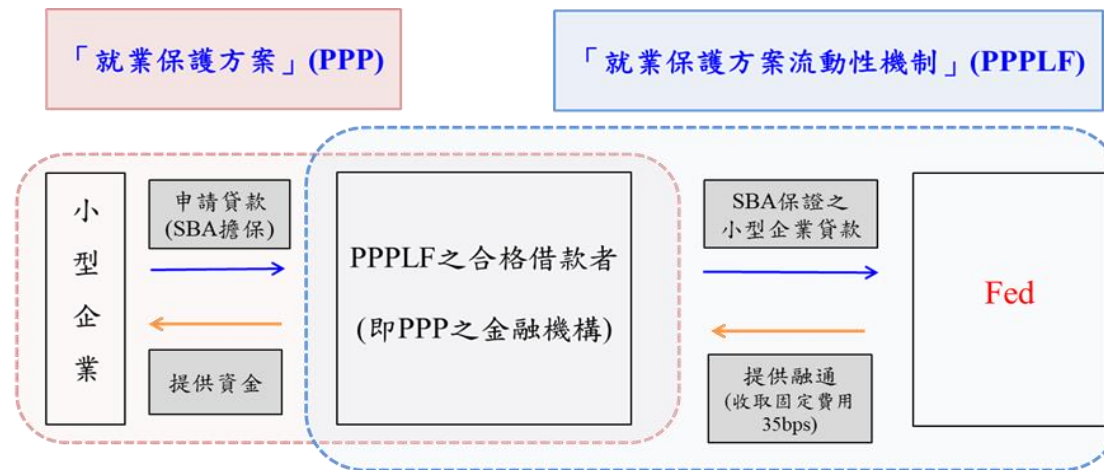 「就業保護方案」(PPP)
「就業保護方案流動性機制」(PPPLF)
小
型
企
業
申請貸款
(SBA擔保)
提供資金
PPPLF之合格借款者
(即PPP之金融機構)
SBA保證之
小型企業貸款
提供融通
(收取固定費用
35bps)
Fed